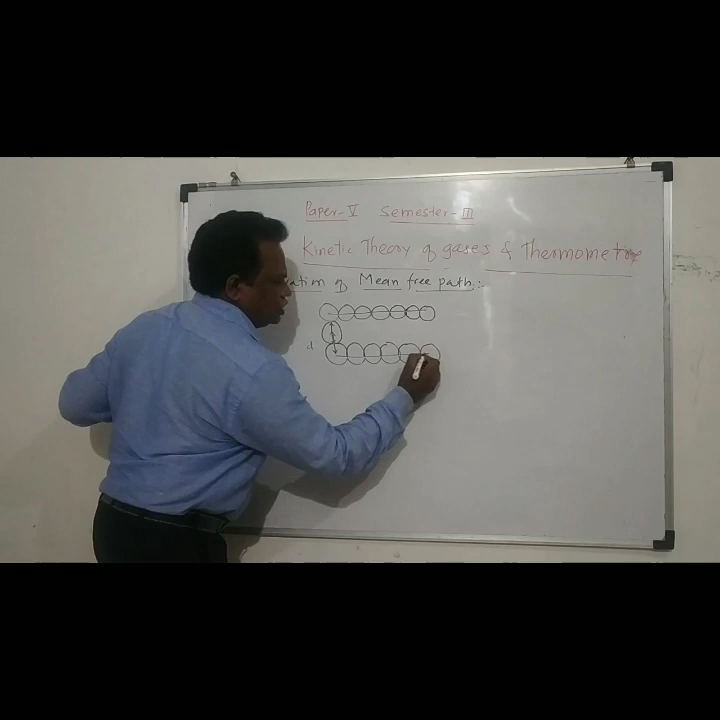 Paper-V Semester-III
Kinetic Theory of gases & Thermometry
Mean free path:
d